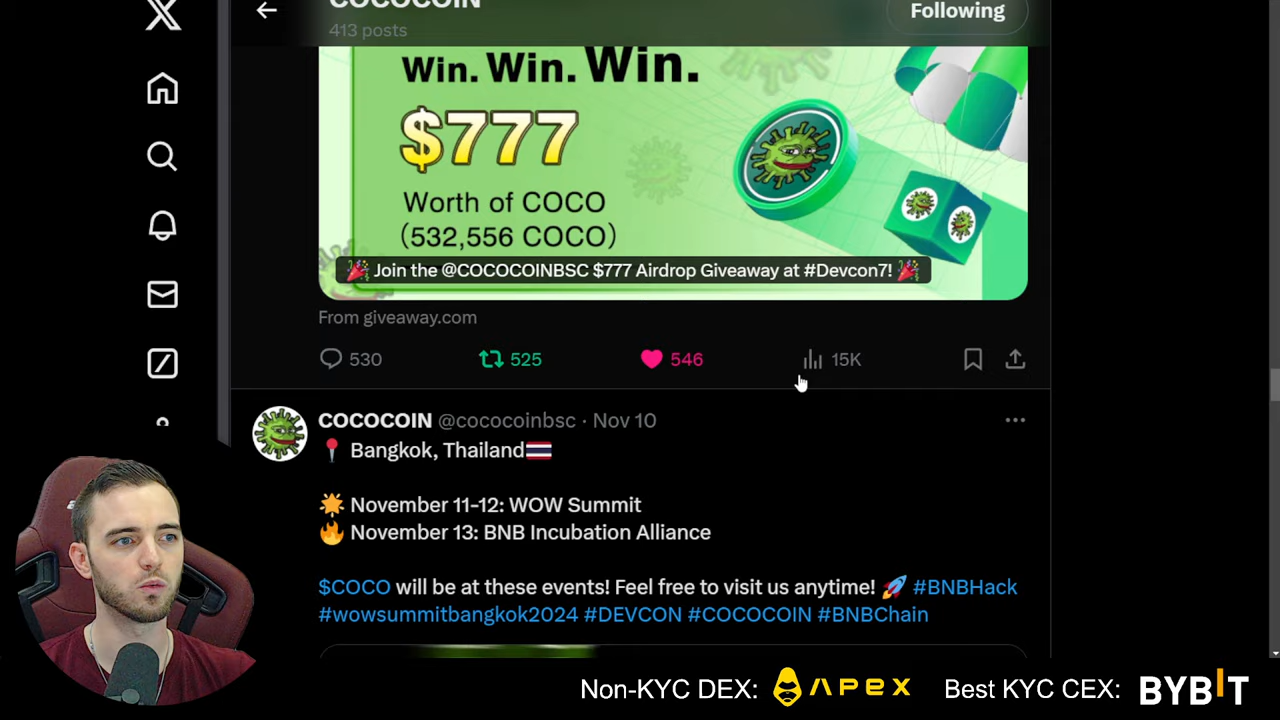 COCOCOIN
413 posts
Following
Win. Win. Win.
$777
Worth of COCO
(532,556 COCO)
🎉 Join the @COCOCOINBSC $777 Airdrop Giveaway at #Devcon7! 🎉
From giveaway.com
530 525 546 15K
COCOCOIN @cococoinbsc · Nov 10
📍 Bangkok, Thailand🇹🇭
🌟 November 11-12: WOW Summit
🔥 November 13: BNB Incubation Alliance
$COCO will be at these events! Feel free to visit us anytime! 🚀 #BNBHack
#wowsummitbangkok2024 #DEVCON #COCOCOIN #BNBChain
Non-KYC DEX: APEX Best KYC CEX: BYBIT